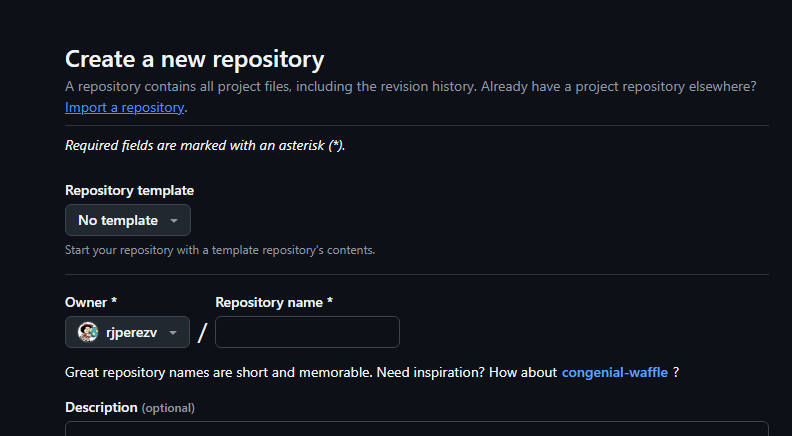 Create a new repository
A repository contains all project files, including the revision history. Already have a project repository elsewhere?
Import a repository.
Required fields are marked with an asterisk (*).
Repository template
No template
Start your repository with a template repository's contents.
Owner * Repository name *
rjperezv /
Great repository names are short and memorable. Need inspiration? How about congenial-waffle ?
Description (optional)